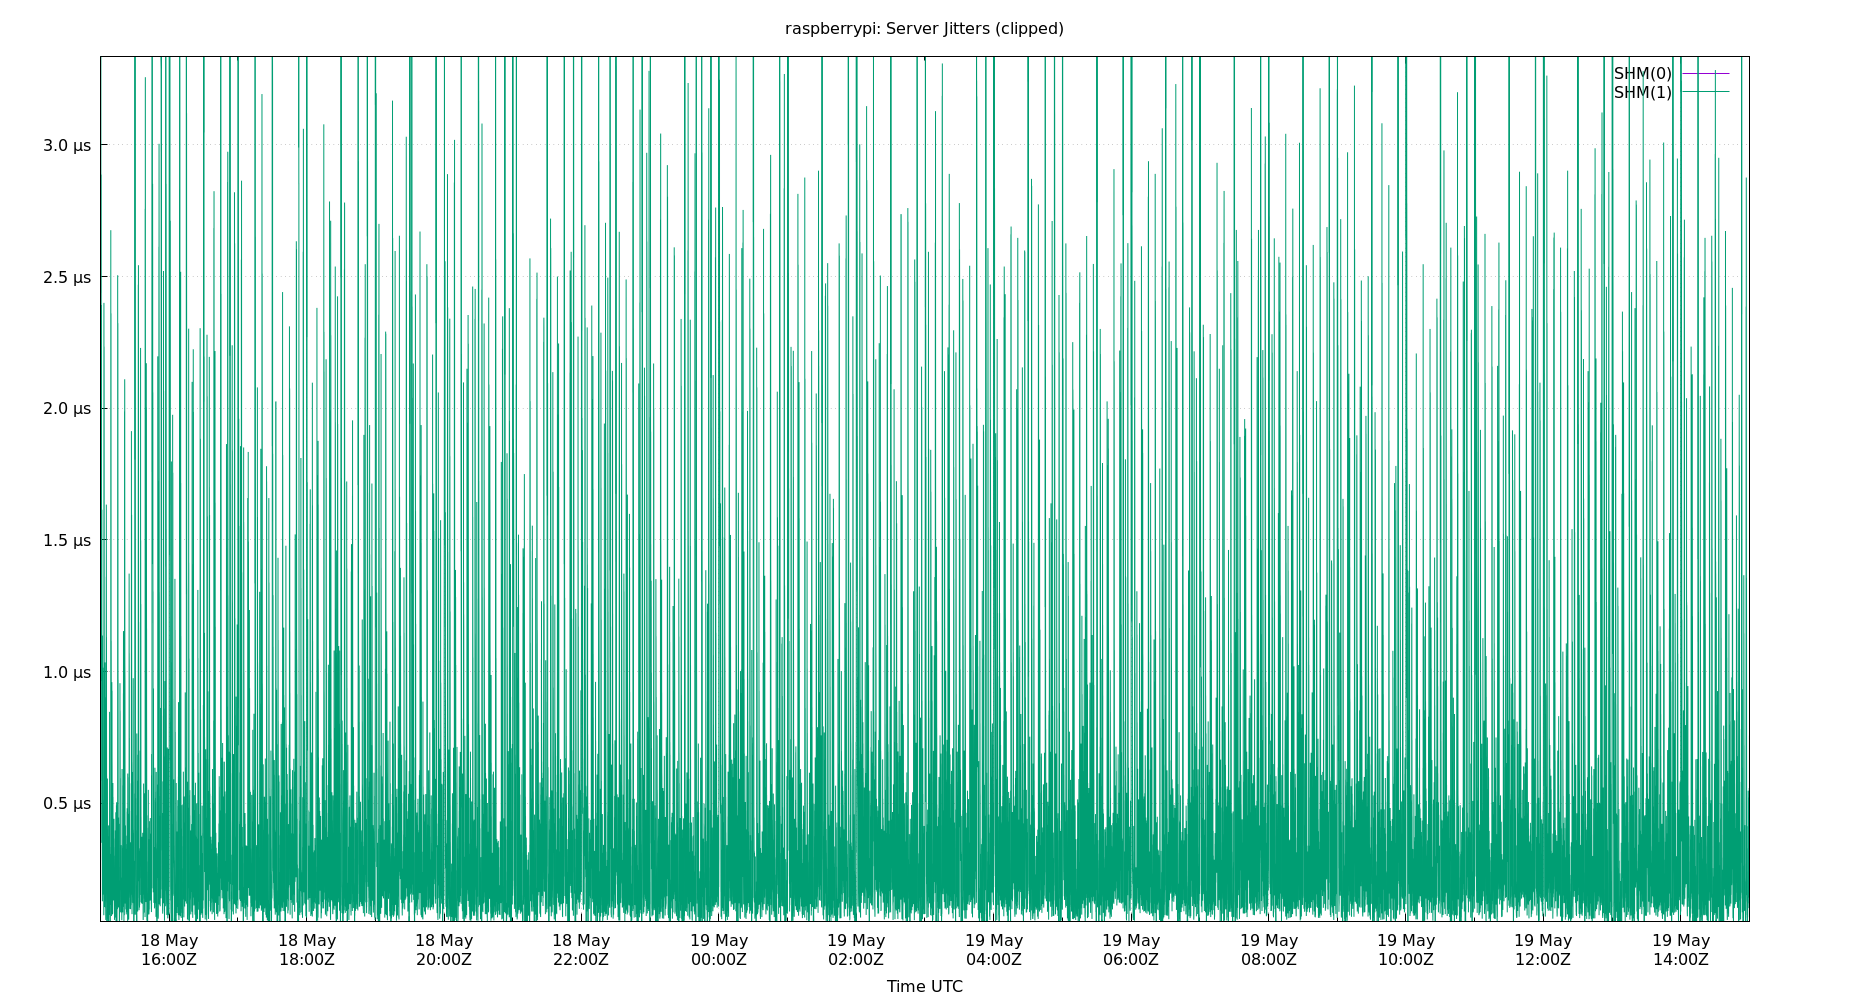 raspberrypi: Server Jitters (clipped)
SHM(0)
SHM(1)
3.0 µs
2.5 µs
2.0 µs
1.5 µs
1.0 µs
0.5 µs
18 May 18 May 18 May 18 May 19 May 19 May 19 May 19 May 19 May 19 May 19 May 19 May
16:00Z 18:00Z 20:00Z 22:00Z 00:00Z 02:00Z 04:00Z 06:00Z 08:00Z 10:00Z 12:00Z 14:00Z
Time UTC